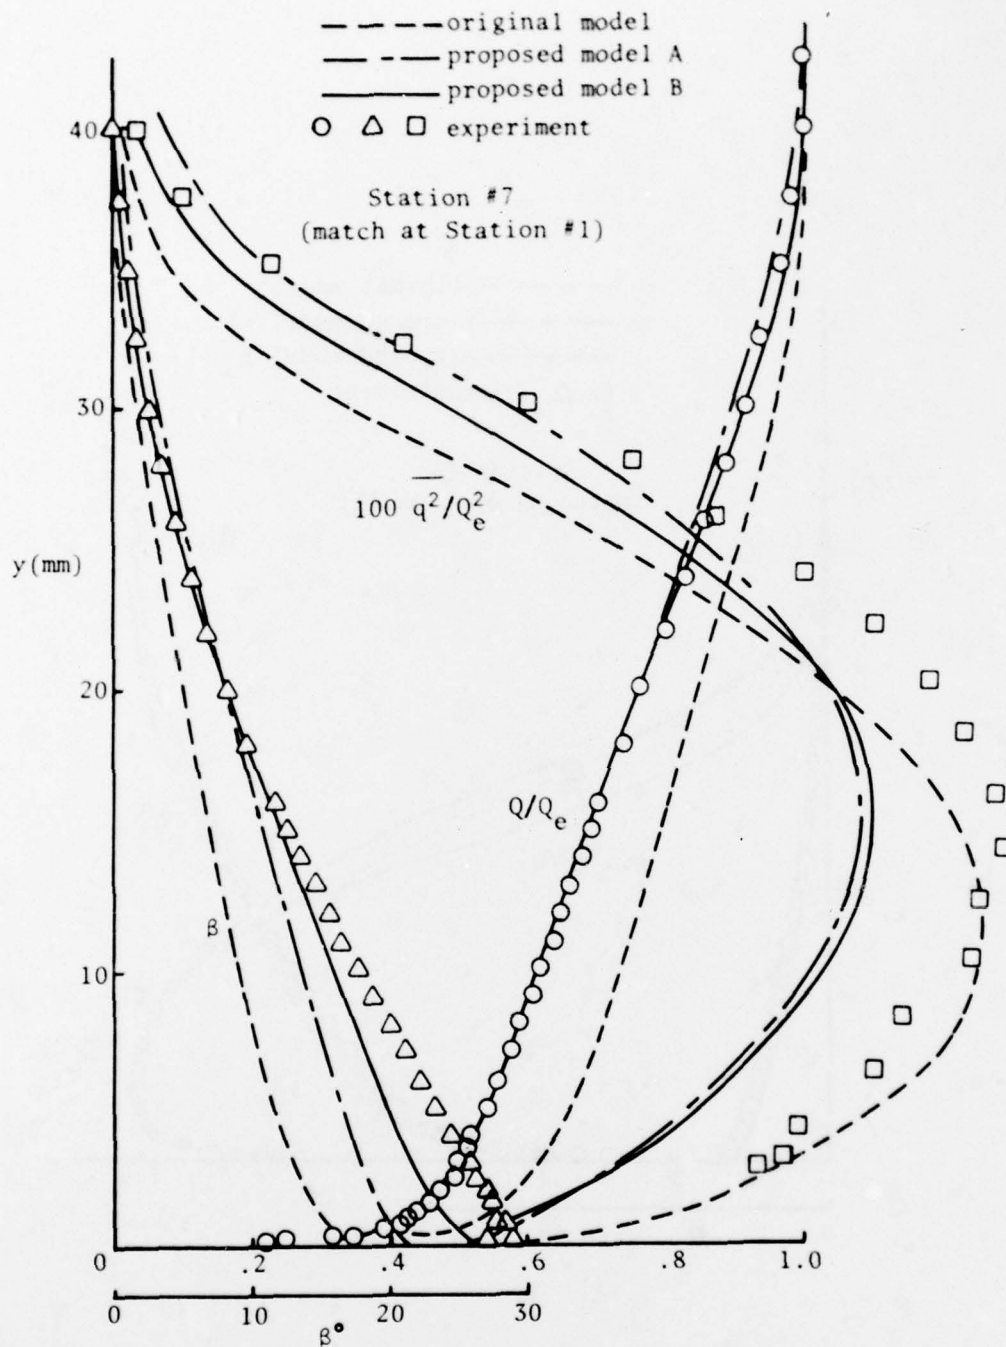 original model
proposed model A
proposed model B
experiment
Station #7
(match at Station #1)
40
30
100 q²/Qₑ²
y(mm)
20
Q/Qₑ
β
10
0 .2 .4 .6 .8 1.0
0 10 20 30
β°